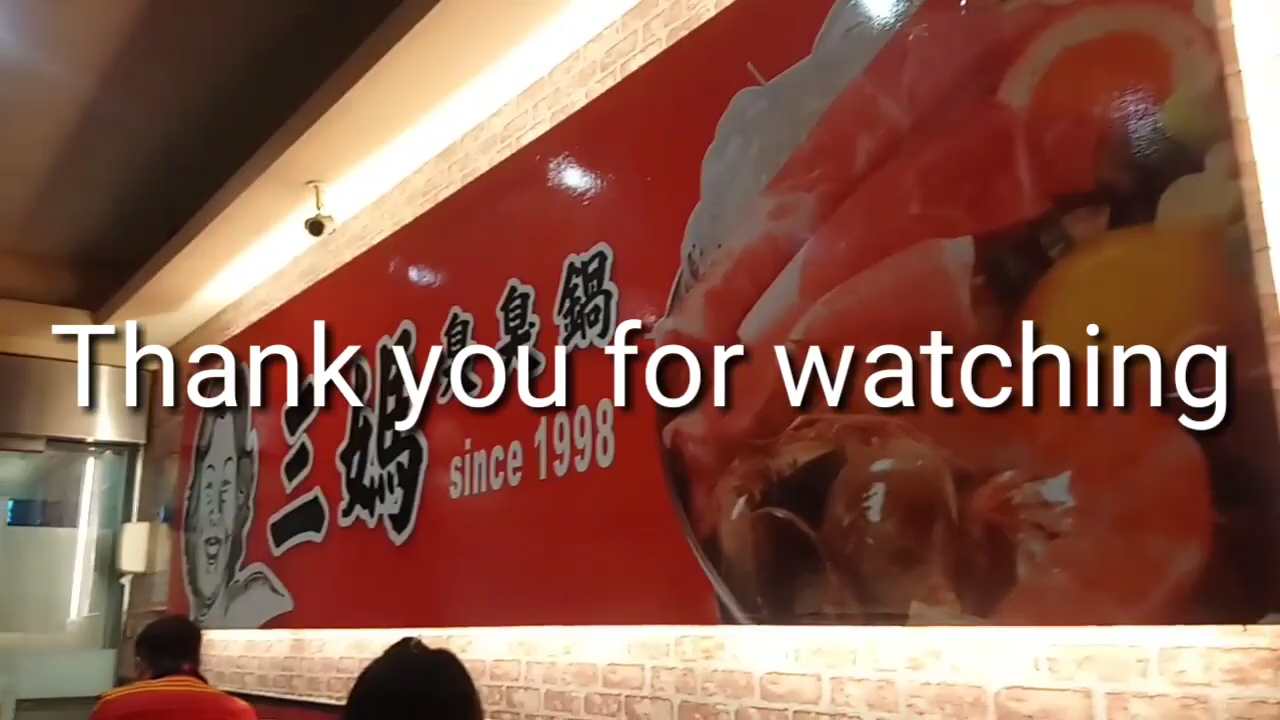 Thank you for watching
三媽
臭臭鍋
since 1998